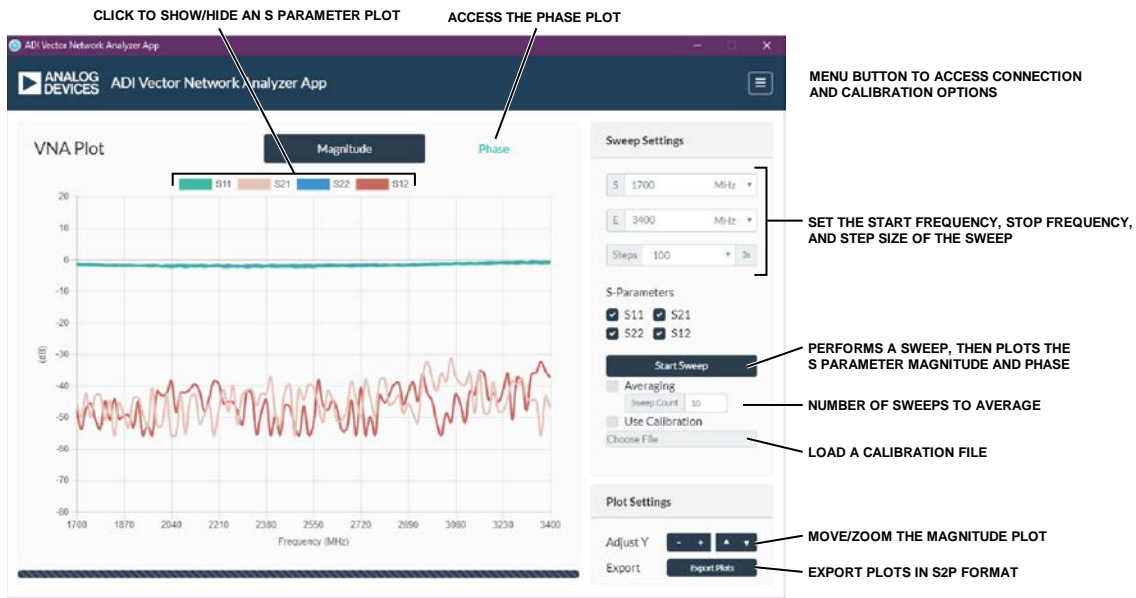 CLICK TO SHOW/HIDE AN S PARAMETER PLOT
ACCESS THE PHASE PLOT
ADI Vector Network Analyzer App
ANALOG
DEVICES
ADI Vector Network Analyzer App
MENU BUTTON TO ACCESS CONNECTION
AND CALIBRATION OPTIONS
VNA Plot
Magnitude
Phase
S11
S21
S22
S12
20
10
0
-10
-20
-30
-40
-50
-60
-70
-80
(dB)
1700
1870
2040
2210
2380
2550
2720
2890
3060
3230
3400
Frequency (MHz)
Sweep Settings
S 1700 MHz
E 3400 MHz
Steps 100 3s
SET THE START FREQUENCY, STOP FREQUENCY,
AND STEP SIZE OF THE SWEEP
S-Parameters
S11 S21
S22 S12
Start Sweep
PERFORMS A SWEEP, THEN PLOTS THE
S PARAMETER MAGNITUDE AND PHASE
Averaging
Sweep Count 10
NUMBER OF SWEEPS TO AVERAGE
Use Calibration
Choose File
LOAD A CALIBRATION FILE
Plot Settings
Adjust Y - +
MOVE/ZOOM THE MAGNITUDE PLOT
Export Export Plots
EXPORT PLOTS IN S2P FORMAT